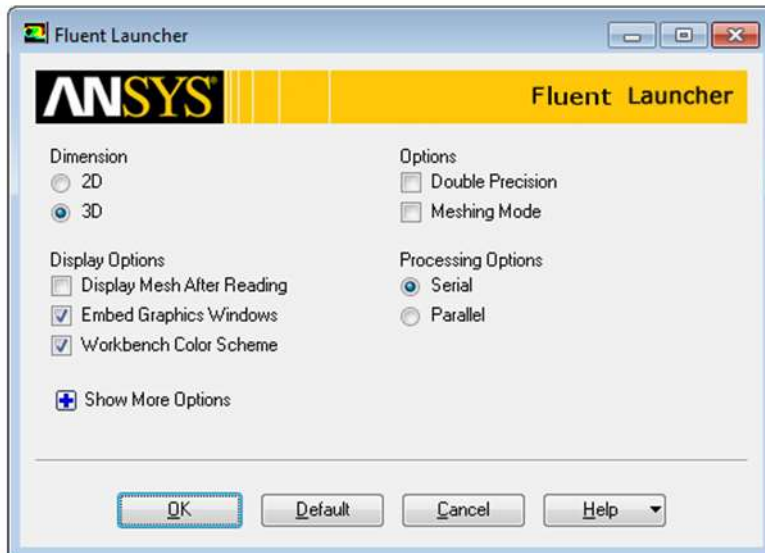 Fluent Launcher
ANSYS®
Fluent Launcher
Dimension
2D
3D
Options
Double Precision
Meshing Mode
Display Options
Display Mesh After Reading
Embed Graphics Windows
Workbench Color Scheme
Processing Options
Serial
Parallel
Show More Options
OK
Default
Cancel
Help